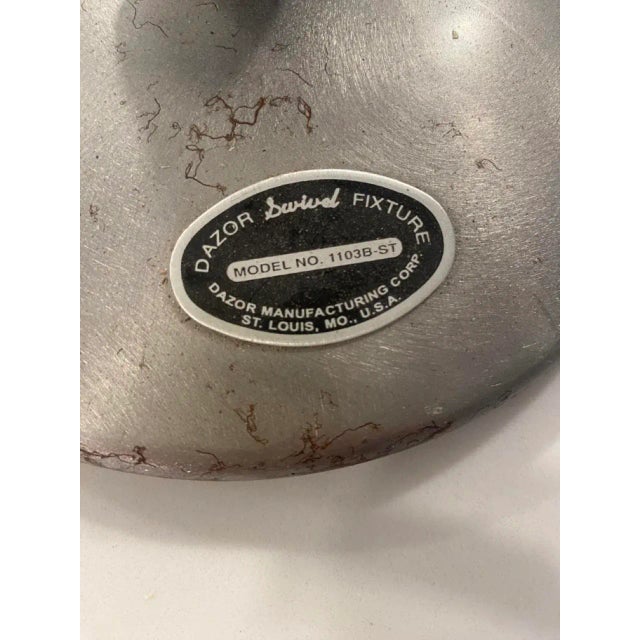 DAZOR Swivel FIXTURE
MODEL NO. 1103B-ST
DAZOR MANUFACTURING CORP.
ST. LOUIS, MO., U.S.A.